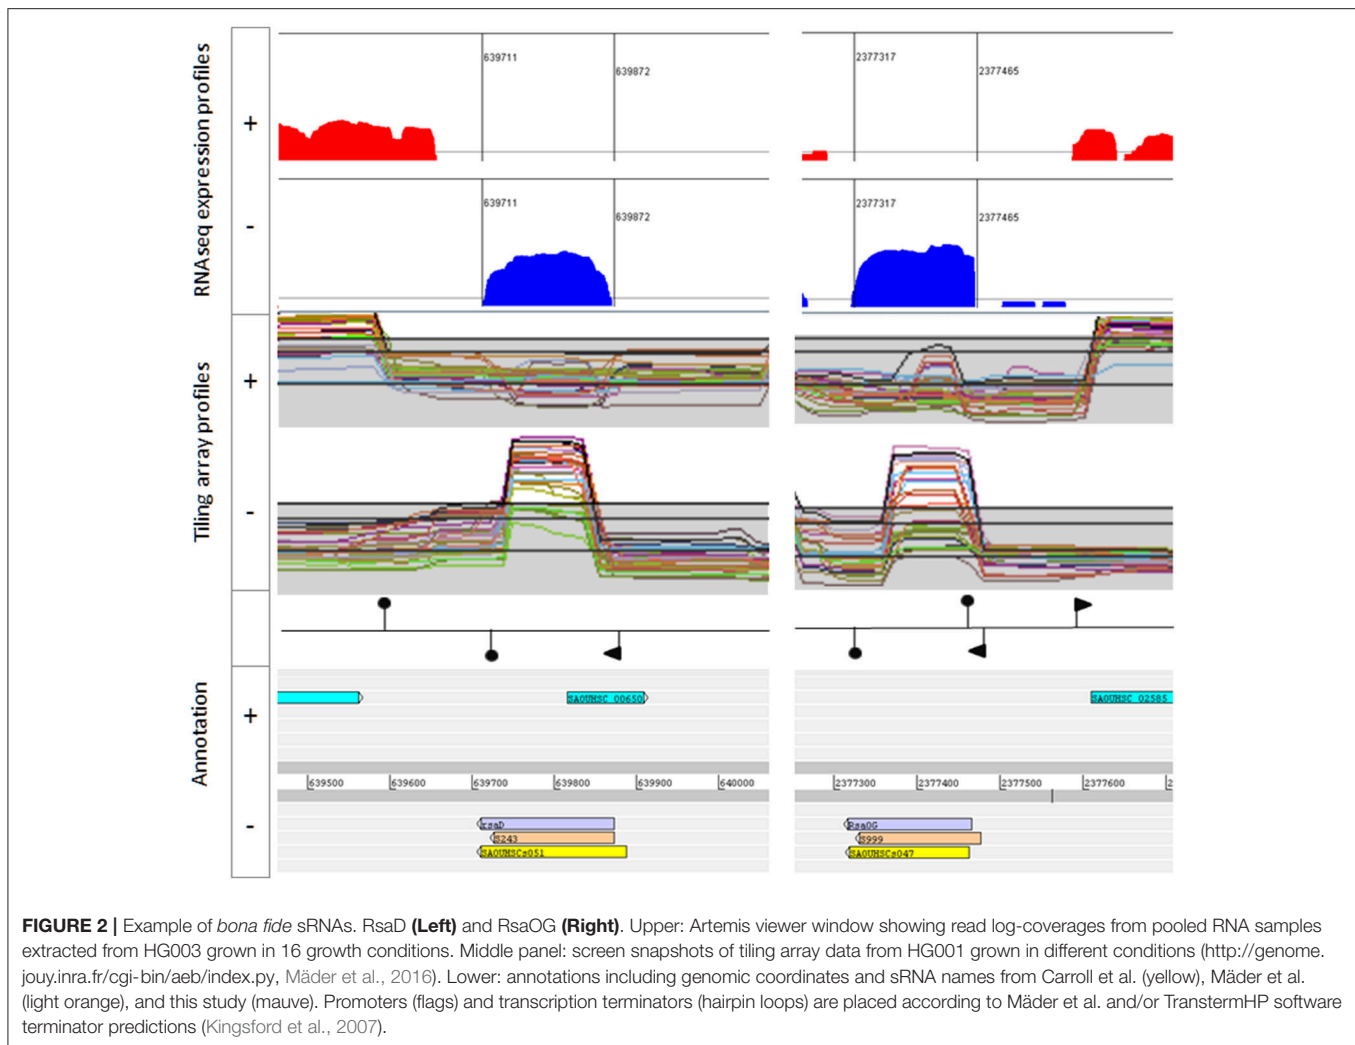 RNAseq expression profiles
+
-
639711
639872
2377317
2377465
639711
639872
2377317
2377465
Tiling array profiles
+
-
Annotation
+
-
SAOUHSC_00650
SAOUHSC_02585
639500
639600
639700
639800
639900
640000
2377300
2377400
2377500
2377600
2
rsaD
S243
SAOUHSCs051
RsaOG
S999
SAOUHSCs047
FIGURE 2 | Example of bona fide sRNAs. RsaD (Left) and RsaOG (Right). Upper: Artemis viewer window showing read log-coverages from pooled RNA samples
extracted from HG003 grown in 16 growth conditions. Middle panel: screen snapshots of tiling array data from HG001 grown in different conditions (http://genome.
jouy.inra.fr/cgi-bin/aeb/index.py, Mäder et al., 2016). Lower: annotations including genomic coordinates and sRNA names from Carroll et al. (yellow), Mäder et al.
(light orange), and this study (mauve). Promoters (flags) and transcription terminators (hairpin loops) are placed according to Mäder et al. and/or TranstermHP software
terminator predictions (Kingsford et al., 2007).